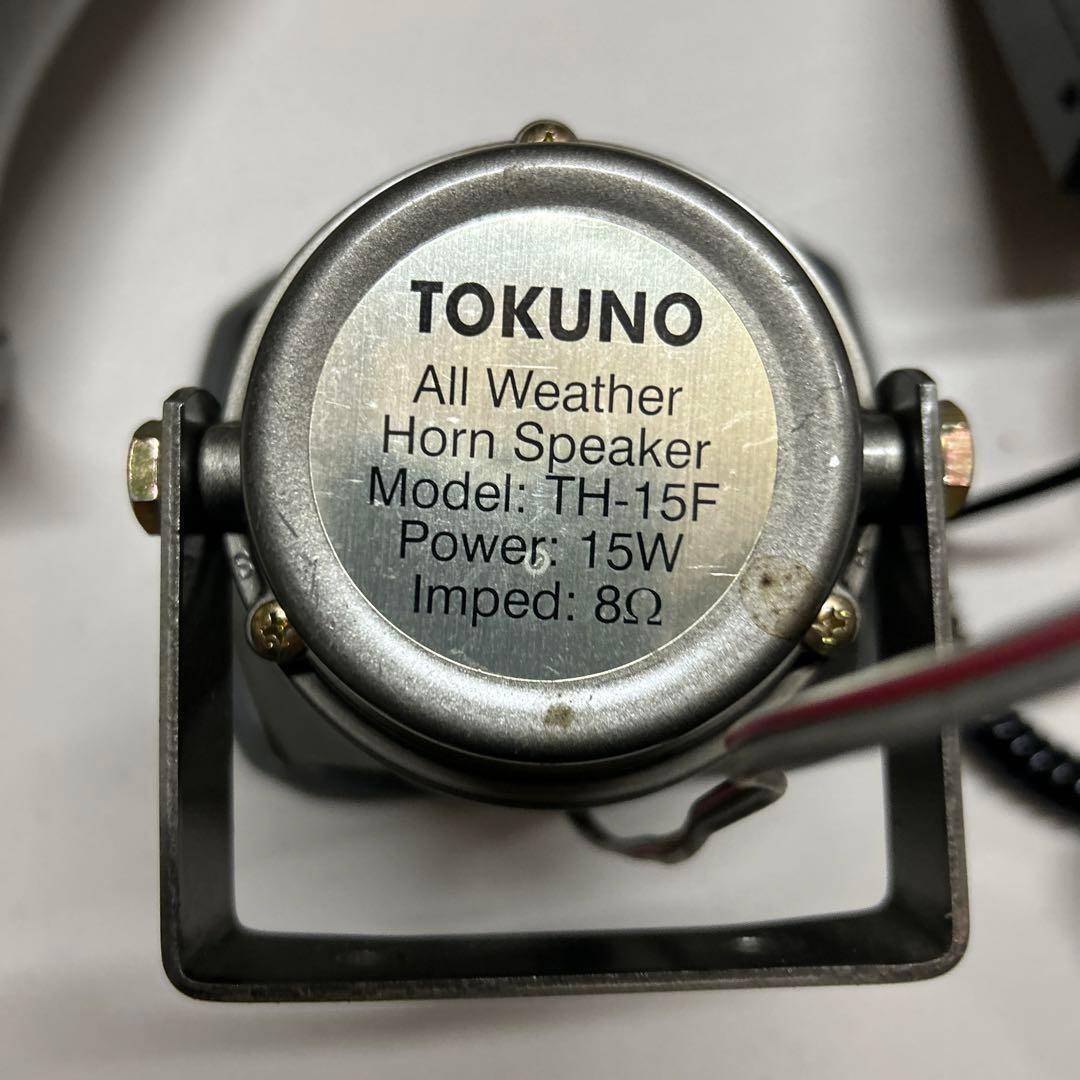 TOKUNO
All Weather
Horn Speaker
Model: TH-15F
Power: 15W
Imped: 8Ω